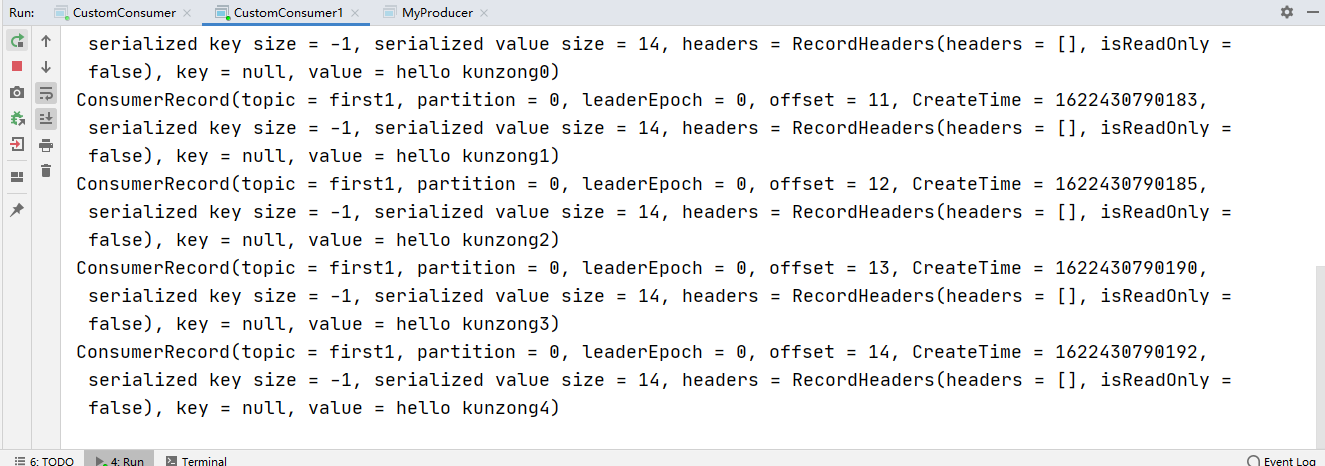 Run: CustomConsumer CustomConsumer1 MyProducer
serialized key size = -1, serialized value size = 14, headers = RecordHeaders(headers = [], isReadOnly =
false), key = null, value = hello kunzong0)
ConsumerRecord(topic = first1, partition = 0, leaderEpoch = 0, offset = 11, CreateTime = 1622430790183,
serialized key size = -1, serialized value size = 14, headers = RecordHeaders(headers = [], isReadOnly =
false), key = null, value = hello kunzong1)
ConsumerRecord(topic = first1, partition = 0, leaderEpoch = 0, offset = 12, CreateTime = 1622430790185,
serialized key size = -1, serialized value size = 14, headers = RecordHeaders(headers = [], isReadOnly =
false), key = null, value = hello kunzong2)
ConsumerRecord(topic = first1, partition = 0, leaderEpoch = 0, offset = 13, CreateTime = 1622430790190,
serialized key size = -1, serialized value size = 14, headers = RecordHeaders(headers = [], isReadOnly =
false), key = null, value = hello kunzong3)
ConsumerRecord(topic = first1, partition = 0, leaderEpoch = 0, offset = 14, CreateTime = 1622430790192,
serialized key size = -1, serialized value size = 14, headers = RecordHeaders(headers = [], isReadOnly =
false), key = null, value = hello kunzong4)
6: TODO 4: Run Terminal Event Log